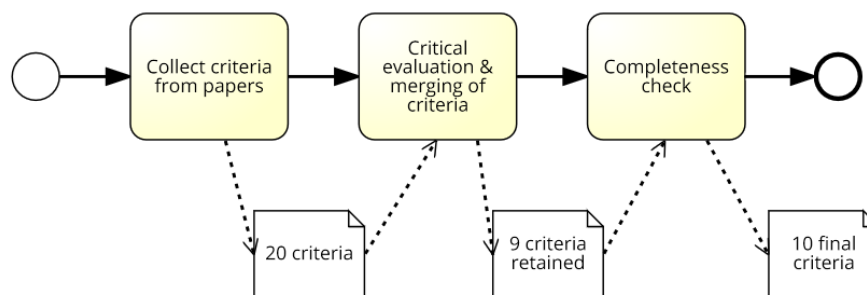 Collect criteria
from papers
Critical
evaluation &
merging of
criteria
Completeness
check
20 criteria
9 criteria
retained
10 final
criteria